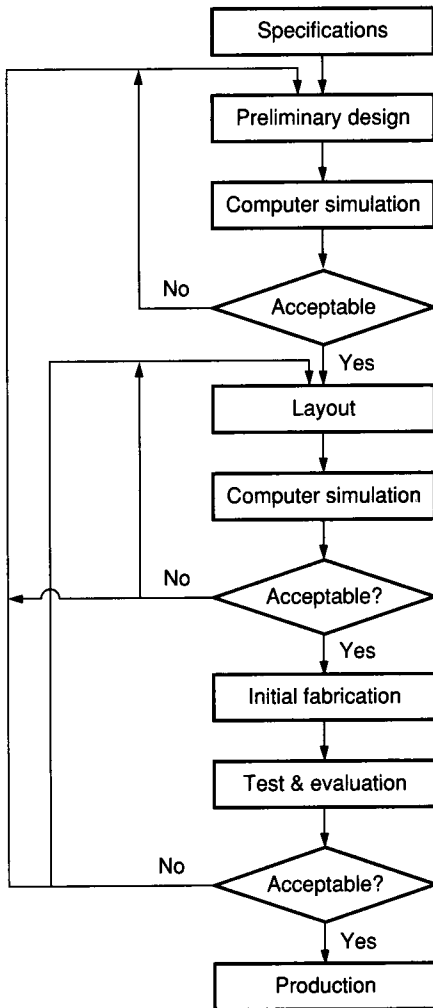 Specifications
Preliminary design
Computer simulation
No
Acceptable
Yes
Layout
Computer simulation
No
Acceptable?
Yes
Initial fabrication
Test & evaluation
No
Acceptable?
Yes
Production